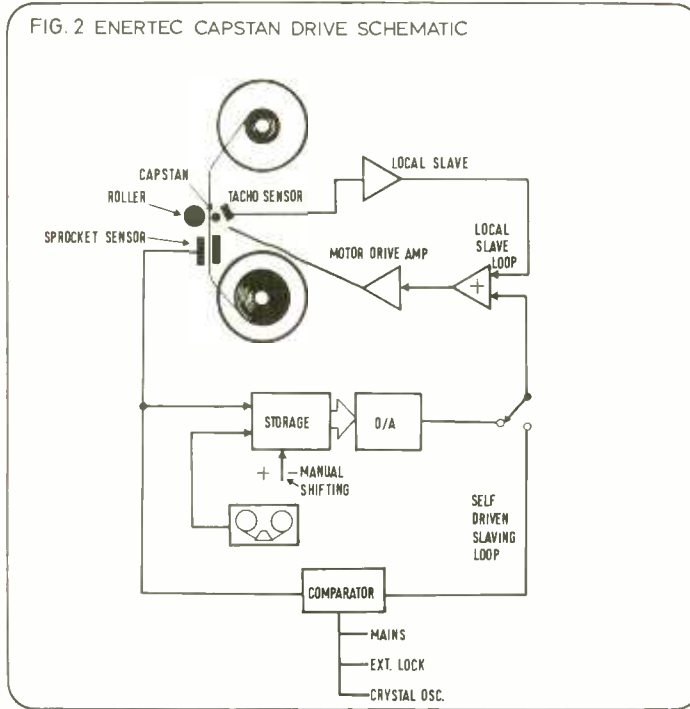 FIG. 2 ENERTEC CAPSTAN DRIVE SCHEMATIC
CAPSTAN
ROLLER
TACHO SENSOR
SPROCKET SENSOR
LOCAL SLAVE
LOCAL
SLAVE
LOOP
MOTOR DRIVE AMP
+
STORAGE
D/A
+ - MANUAL
SHIFTING
SELF
DRIVEN
SLAVING
LOOP
COMPARATOR
MAINS
EXT. LOCK
CRYSTAL OSC.